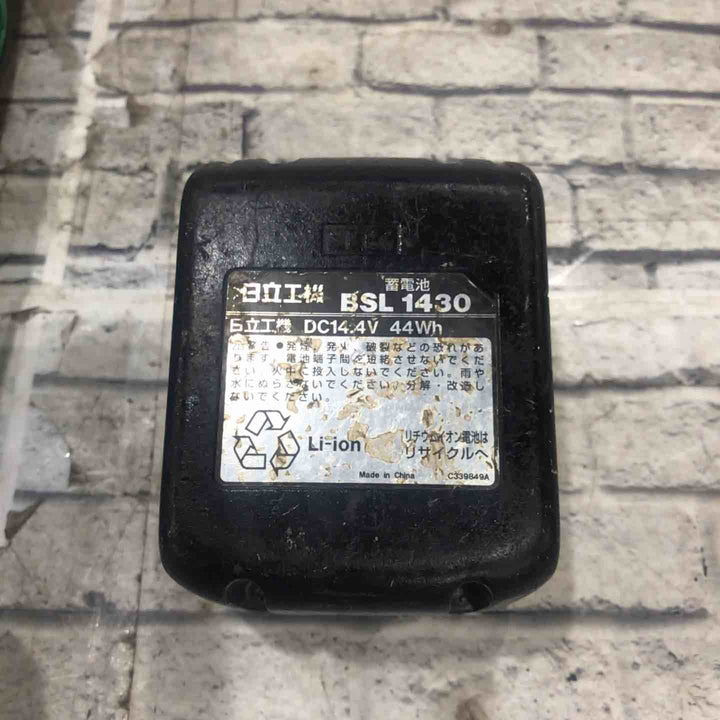 蓄電池
日立工機 BSL 1430
日立工機 DC14.4V 44Wh
警告 ●発煙、発火、破裂などの恐れがあ
ります。電池端子間を短絡させないでくだ
さい。火中に投入しないでください。雨や
水にぬらさないでください。分解・改造し
ないでください。
Li-ion
リチウムイオン電池は
リサイクルへ
Made in China
C339849A